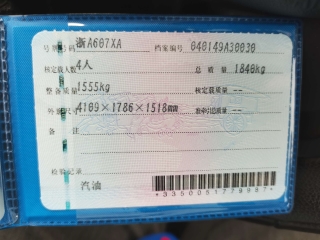 号牌号码 浙A607XA 档案编号 040149A30030
核定载人数 4人 总质量 1840kg
整备质量 1555kg 核定载质量 --
外廓尺寸 4109×1786×1518mm 准牵引总质量 --
备注
检验记录
汽油
*3350051779987*